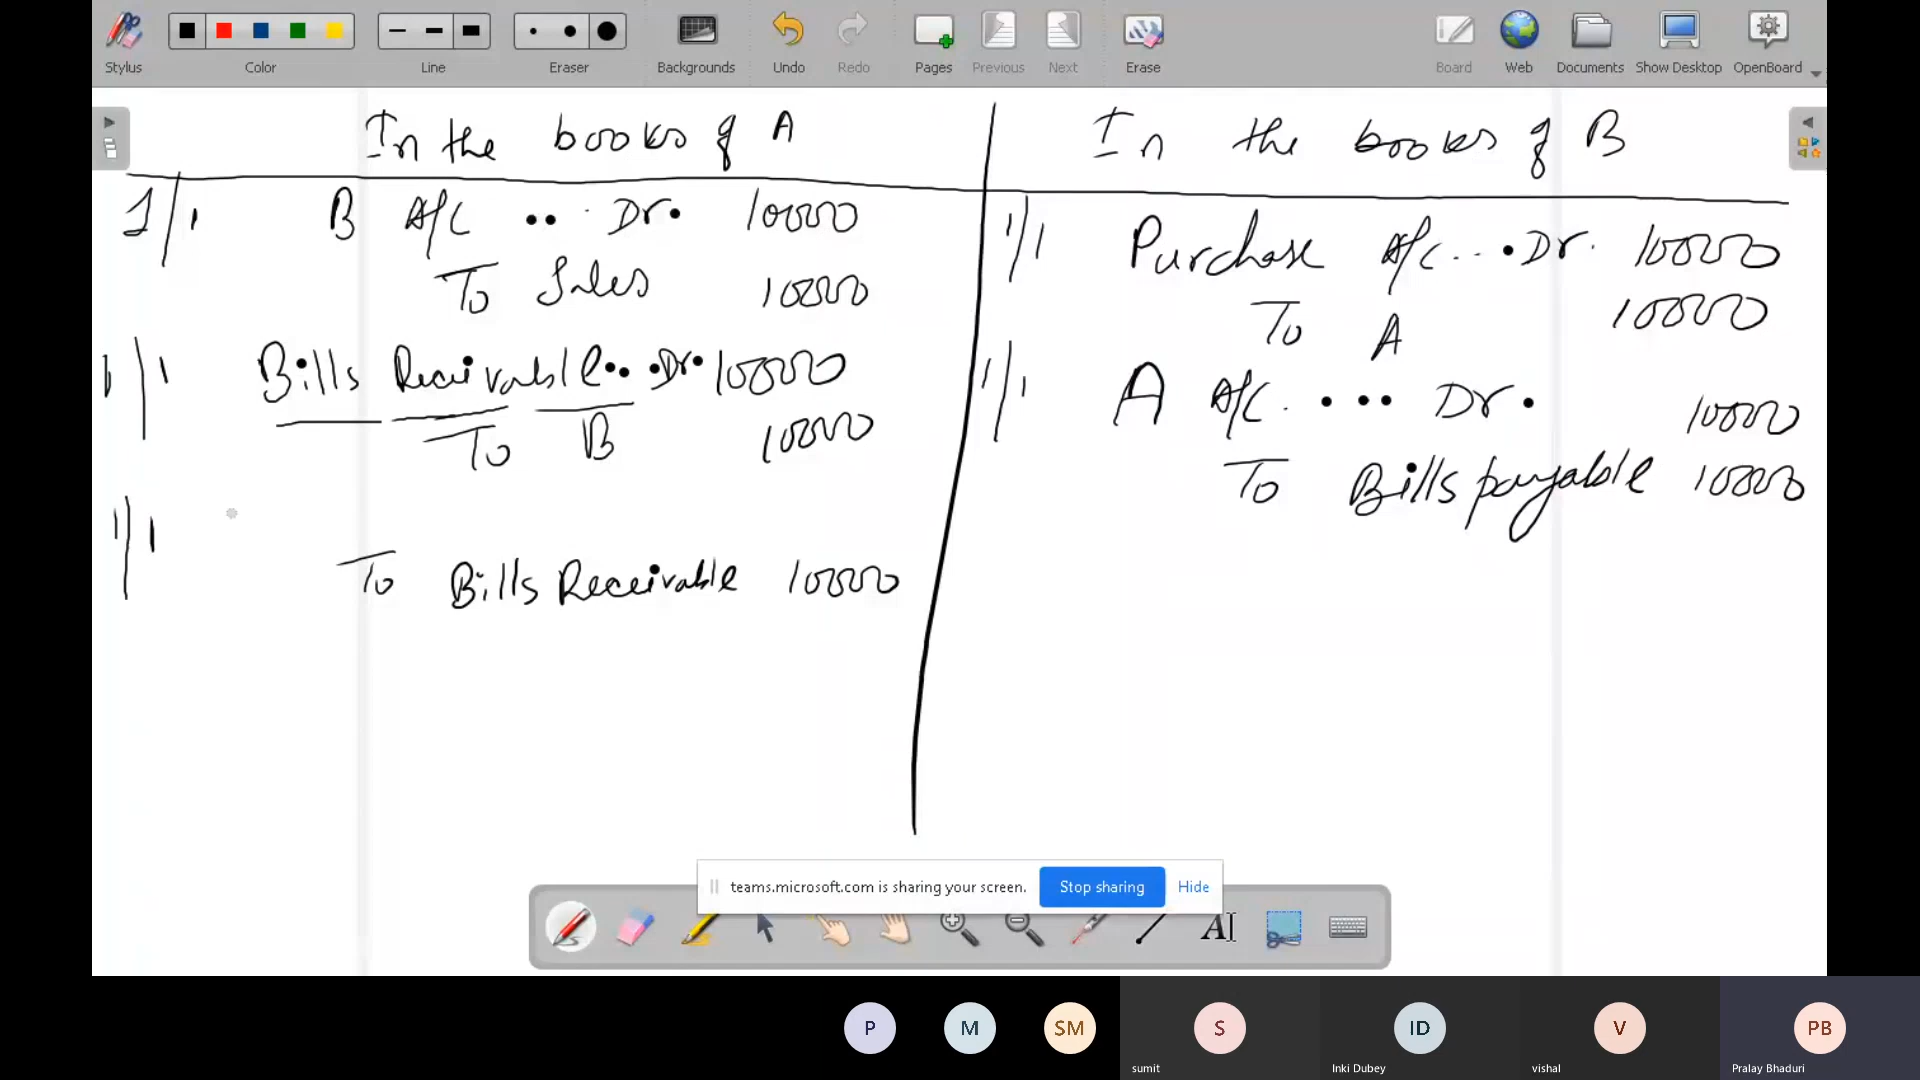 Stylus Color Line Eraser Backgrounds Undo Redo Pages Previous Next Erase Board Web Documents Show Desktop OpenBoard
In the books of A
1/1 B A/C ... Dr. 10000
To Sales 10000
1/1 Bills Receivable.. .Dr. 10000
To B 10000
1/1
To Bills Receivable 10000
In the books of B
1/1 Purchase A/C... .Dr. 10000
To A 10000
1/1 A A/C. ... Dr. 10000
To Bills payable 10000
teams.microsoft.com is sharing your screen. Stop sharing Hide
A
P M SM S ID V PB
sumit Inki Dubey vishal Pralay Bhaduri